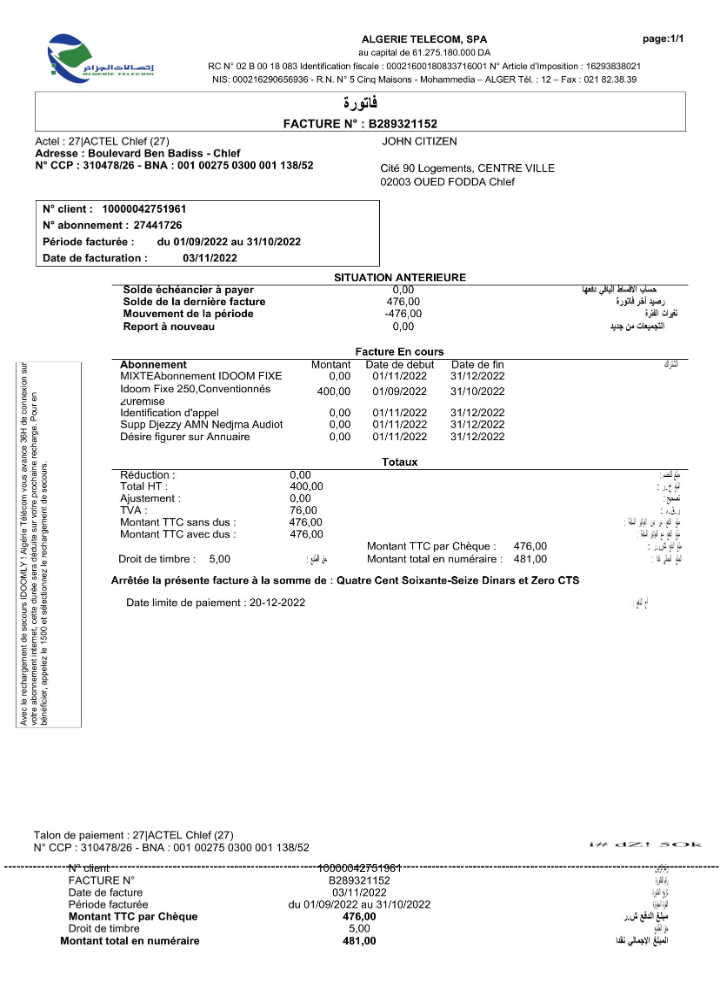 ALGERIE TELECOM, SPA
page:1/1
au capital de 61.275.180.000 DA
اتصالات الجزائر
ALGERIE TELECOM
RC N° 02 B 00 18 083 Identification fiscale : 00021600180833716001 N° Article d'Imposition : 16293838021
NIS: 000216290656936 - R.N. N° 5 Cinq Maisons - Mohammedia – ALGER Tél. : 12 – Fax : 021 82.38.39
فاتورة
FACTURE N° : B289321152
Actel : 27|ACTEL Chlef (27)
Adresse : Boulevard Ben Badiss - Chlef
N° CCP : 310478/26 - BNA : 001 00275 0300 001 138/52
JOHN CITIZEN
Cité 90 Logements, CENTRE VILLE
02003 OUED FODDA Chlef
N° client : 10000042751961
N° abonnement : 27441726
Période facturée : du 01/09/2022 au 31/10/2022
Date de facturation : 03/11/2022
SITUATION ANTERIEURE
Solde échéancier à payer 0,00 حساب الاقساط الباقي دفعها
Solde de la dernière facture 476,00 رصيد آخر فاتورة
Mouvement de la période -476,00 تغيرات الفترة
Report à nouveau 0,00 التجميعات من جديد
Facture En cours
Abonnement Montant Date de debut Date de fin
MIXTEAbonnement IDOOM FIXE 0,00 01/11/2022 31/12/2022
Idoom Fixe 250,Conventionnés 400,00 01/09/2022 31/10/2022
2uremise
Identification d'appel 0,00 01/11/2022 31/12/2022
Supp Djezzy AMN Nedjma Audiot 0,00 01/11/2022 31/12/2022
Désire figurer sur Annuaire 0,00 01/11/2022 31/12/2022
Totaux
Réduction : 0,00
Total HT : 400,00
Ajustement : 0,00
TVA : 76,00
Montant TTC sans dus : 476,00
Montant TTC avec dus : 476,00
Montant TTC par Chèque : 476,00
Droit de timbre : 5,00 Montant total en numéraire : 481,00
Arrêtée la présente facture à la somme de : Quatre Cent Soixante-Seize Dinars et Zero CTS
Date limite de paiement : 20-12-2022
Avec le rechargement de secours IDOOMLY ! Algérie Télécom vous avance 36H de connexion sur
votre abonnement internet, cette durée sera déduite sur votre prochaine recharge. Pour en
bénéficier, appelez le 1500 et sélectionnez le rechargement de secours.
Talon de paiement : 27|ACTEL Chlef (27)
N° CCP : 310478/26 - BNA : 001 00275 0300 001 138/52
i# dZ! 5Ok
N° client 10000042751961
FACTURE N° B289321152
Date de facture 03/11/2022
Période facturée du 01/09/2022 au 31/10/2022
Montant TTC par Chèque 476,00 مبلغ الدفع ش.ر
Droit de timbre 5,00
Montant total en numéraire 481,00 المبلغ الإجمالي نقدا